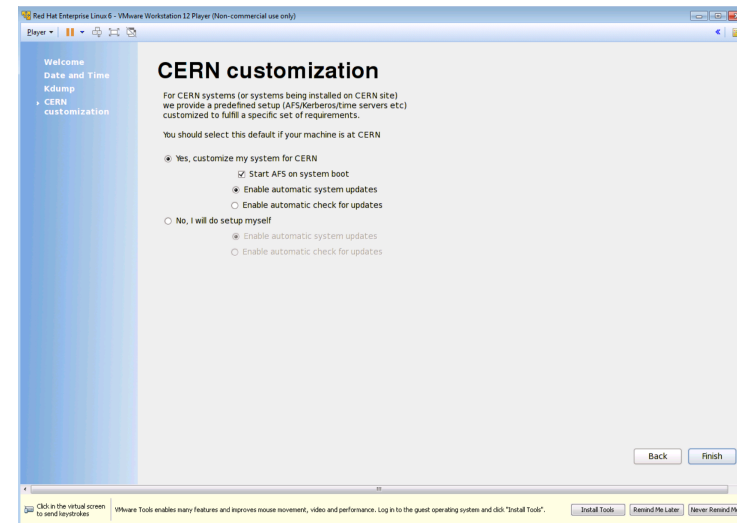 Red Hat Enterprise Linux 6 - VMware Workstation 12 Player (Non-commercial use only)
Player
Welcome
Date and Time
Kdump
CERN
customization
CERN customization
For CERN systems (or systems being installed on CERN site)
we provide a predefined setup (AFS/Kerberos/time servers etc)
customized to fulfill a specific set of requirements.
You should select this default if your machine is at CERN
Yes, customize my system for CERN
Start AFS on system boot
Enable automatic system updates
Enable automatic check for updates
No, I will do setup myself
Enable automatic system updates
Enable automatic check for updates
Back
Finish
Click in the virtual screen
to send keystrokes
VMware Tools enables many features and improves mouse movement, video and performance. Log in to the guest operating system and click "Install Tools".
Install Tools
Remind Me Later
Never Remind M